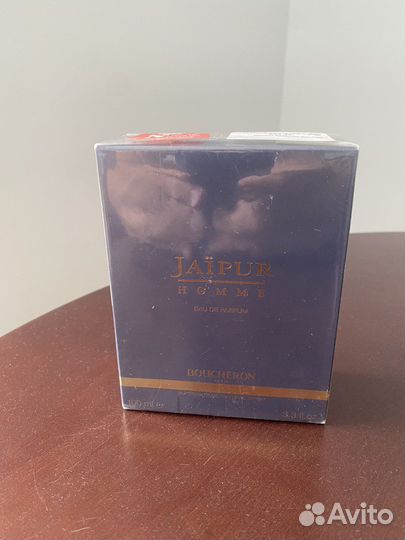 JAÏPUR
HOMME
EAU DE PARFUM
BOUCHERON
100 ml e
3.3 fl.oz
Avito